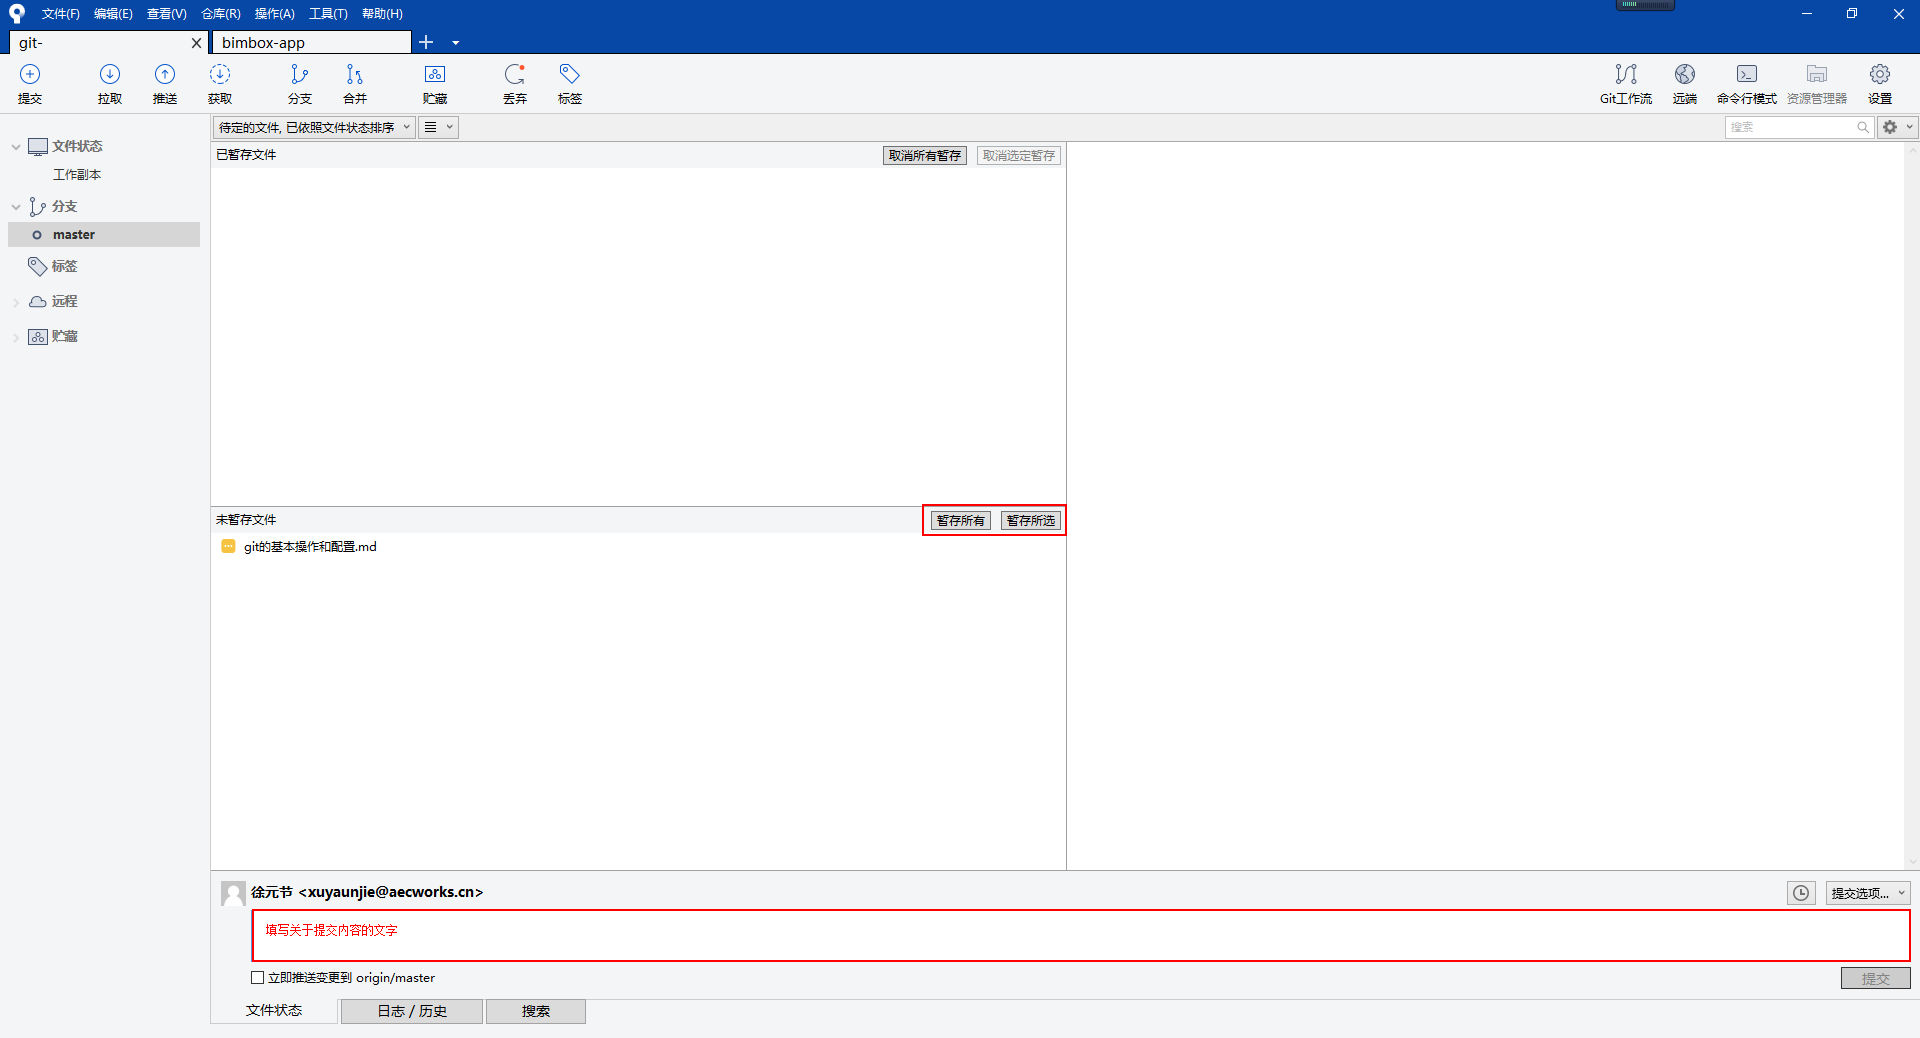 文件(F) 编辑(E) 查看(V) 仓库(R) 操作(A) 工具(T) 帮助(H)
git- bimbox-app
提交 拉取 推送 获取 分支 合并 贮藏 丢弃 标签 Git工作流 远端 命令行模式 资源管理器 设置
待定的文件, 已依照文件状态排序 搜索
文件状态
工作副本
分支
master
标签
远程
贮藏
已暂存文件 取消所有暂存 取消选定暂存
未暂存文件 暂存所有 暂存所选
git的基本操作和配置.md
徐元节 <xuyaunjie@aecworks.cn> 提交选项...
填写关于提交内容的文字
立即推送变更到 origin/master 提交
文件状态 日志 / 历史 搜索